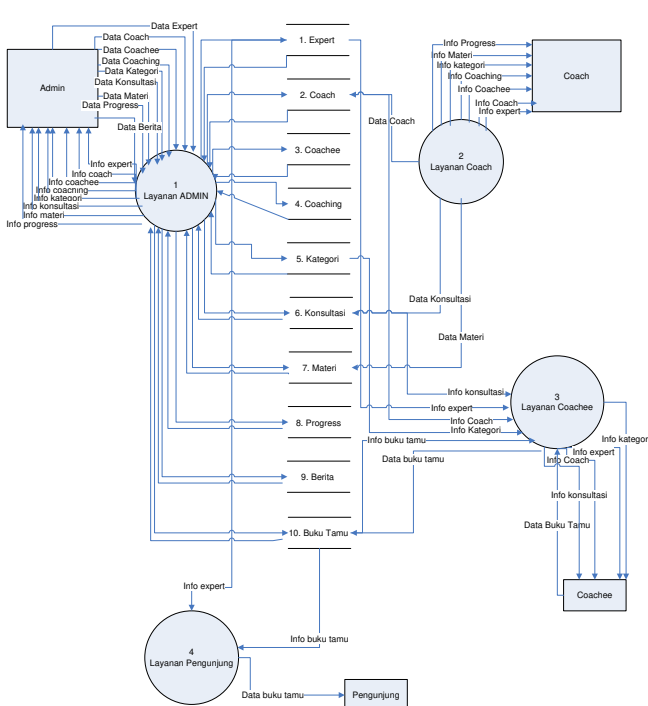 Data Expert
Data Coach
Data Coachee
Data Coaching
Data Kategori
Data Konsultasi
Data Materi
Data Progress
Data Berita
Admin
Info expert
Info coach
Info coachee
Info coaching
Info kategori
Info konsultasi
Info materi
Info progress
1
Layanan ADMIN
1. Expert
2. Coach
3. Coachee
4. Coaching
5. Kategori
6. Konsultasi
7. Materi
8. Progress
9. Berita
10. Buku Tamu
Info Progress
Info Materi
Info kategori
Info Coaching
Info Coachee
Info Coach
Info expert
Coach
Data Coach
2
Layanan Coach
Data Konsultasi
Data Materi
Info konsultasi
Info expert
Info Coach
Info Kategori
Info buku tamu
Data buku tamu
3
Layanan Coachee
Info kategor
Info expert
Info Coach
Info konsultasi
Data Buku Tamu
Coachee
Info expert
Info buku tamu
4
Layanan Pengunjung
Data buku tamu
Pengunjung